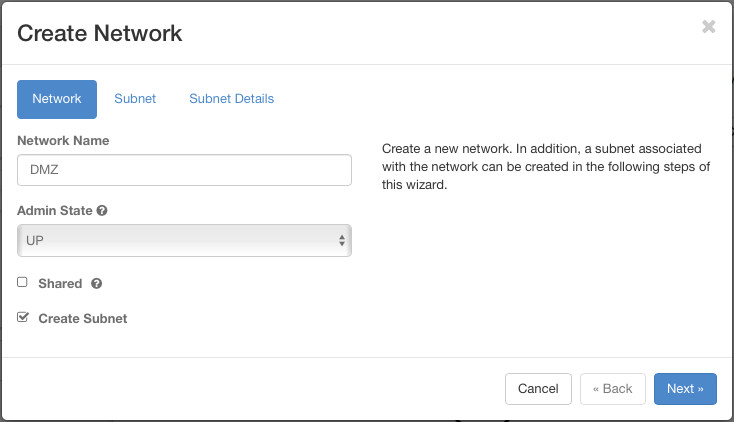 Create Network
×
Network
Subnet
Subnet Details
Network Name
DMZ
Create a new network. In addition, a subnet associated
with the network can be created in the following steps of
this wizard.
Admin State
UP
Shared
Create Subnet
Cancel
« Back
Next »